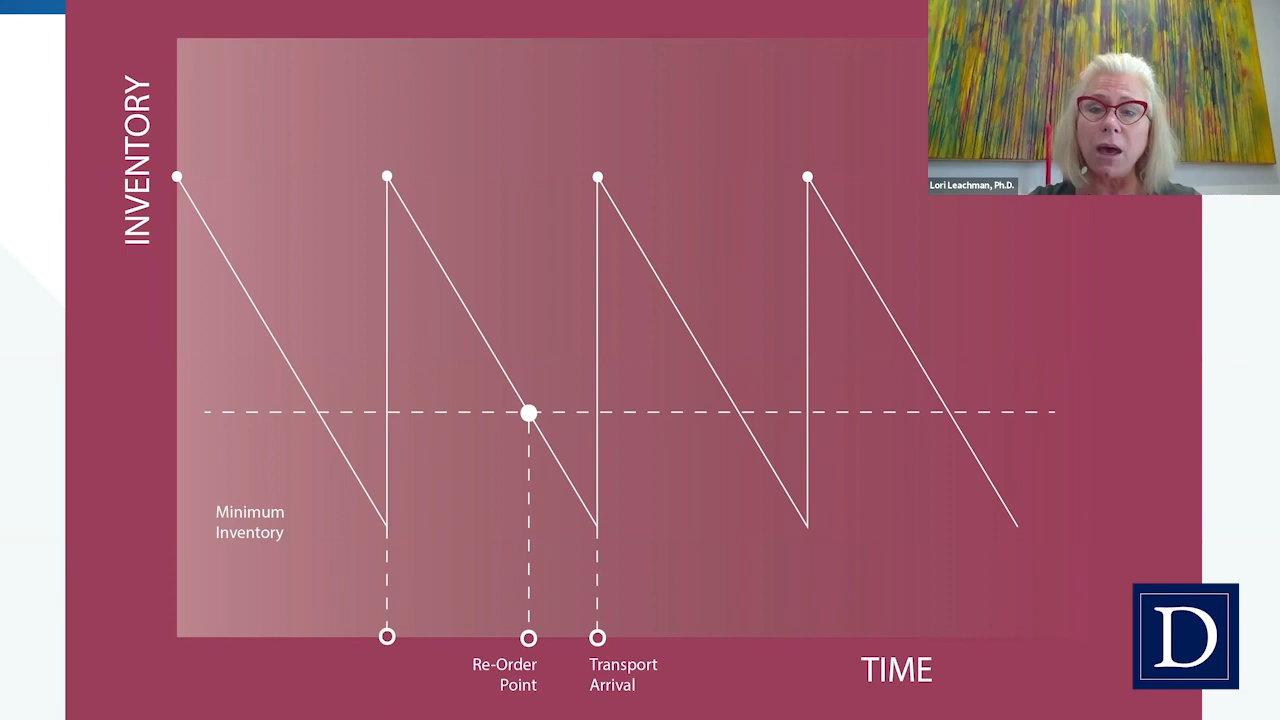 INVENTORY
Lori Leachman, Ph.D.
Minimum
Inventory
Re-Order
Point
Transport
Arrival
TIME
D